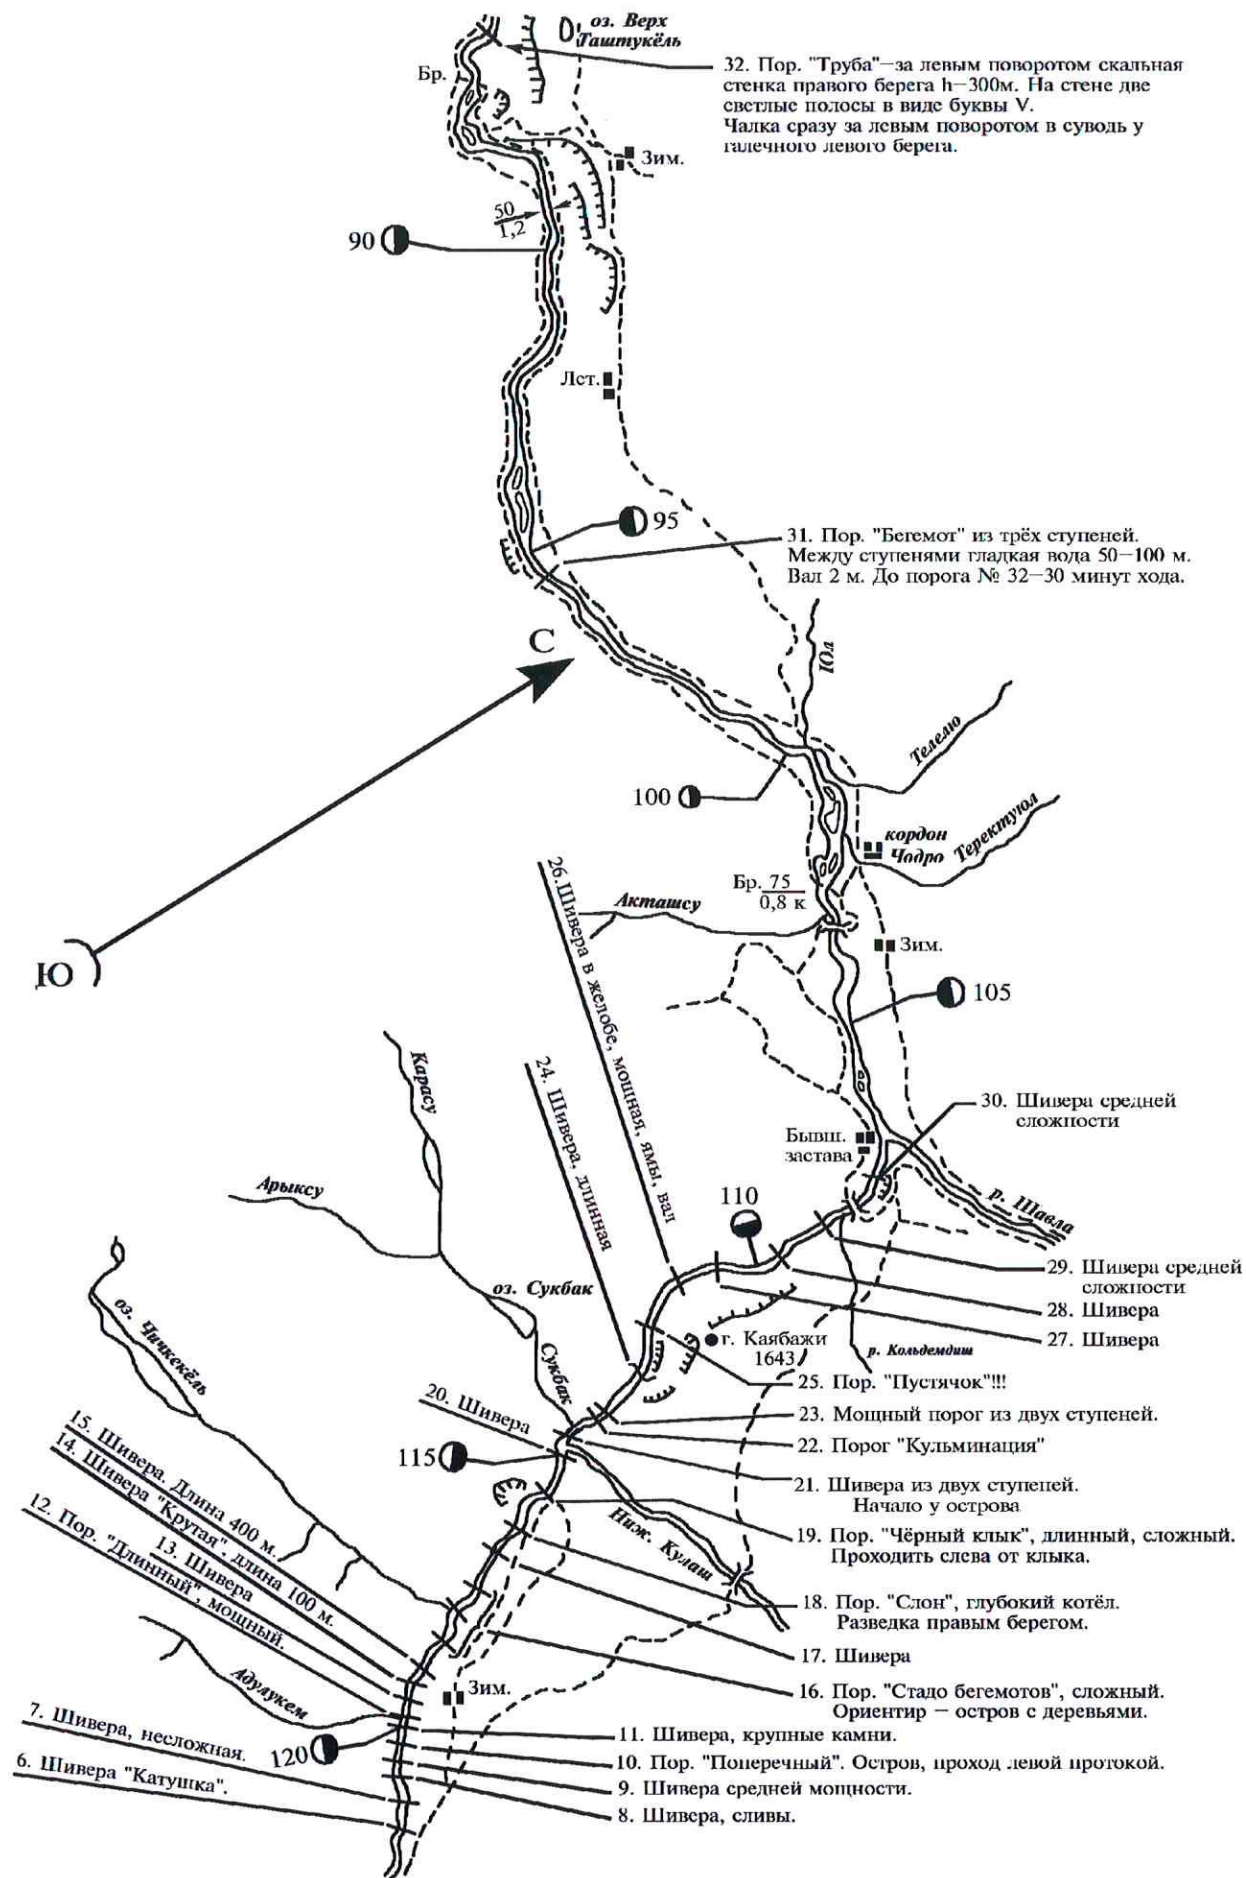 оз. Верх
Таштукёль
32. Пор. "Труба"—за левым поворотом скальная
стенка правого берега h—300м. На стене две
светлые полосы в виде буквы V.
Чалка сразу за левым поворотом в суводь у
галечного левого берега.
Бр.
Зим.
50
1,2
90
Лет.
95
31. Пор. "Бегемот" из трёх ступеней.
Между ступенями гладкая вода 50—100 м.
Вал 2 м. До порога № 32—30 минут хода.
С
Юл
Телелю
100
кордон
Чодро
Теректуюл
26. Шивера в желобе, мощная, ямы, вал
Бр. 75
0,8 к
Акташсу
Зим.
Ю
105
Карасу
24. Шивера, длинная
30. Шивера средней
сложности
Бывш.
застава
Арыксу
110
р. Шавла
оз. Сукбак
29. Шивера средней
сложности
28. Шивера
27. Шивера
оз. Чичкекёль
г. Каябажи
1643
р. Кольдемдиш
Сукбак
25. Пор. "Пустячок"!!!
20. Шивера
23. Мощный порог из двух ступеней.
22. Порог "Кульминация"
115
21. Шивера из двух ступеней.
Начало у острова
15. Шивера. Длина 400 м.
14. Шивера "Крутая", длина 100 м.
13. Шивера
12. Пор. "Длинный", мощный.
Ниж. Кулаш
19. Пор. "Чёрный клык", длинный, сложный.
Проходить слева от клыка.
18. Пор. "Слон", глубокий котёл.
Разведка правым берегом.
17. Шивера
Адулукем
Зим.
16. Пор. "Стадо бегемотов", сложный.
Ориентир — остров с деревьями.
7. Шивера, несложная.
120
11. Шивера, крупные камни.
10. Пор. "Поперечный". Остров, проход левой протокой.
6. Шивера "Катушка".
9. Шивера средней мощности.
8. Шивера, сливы.